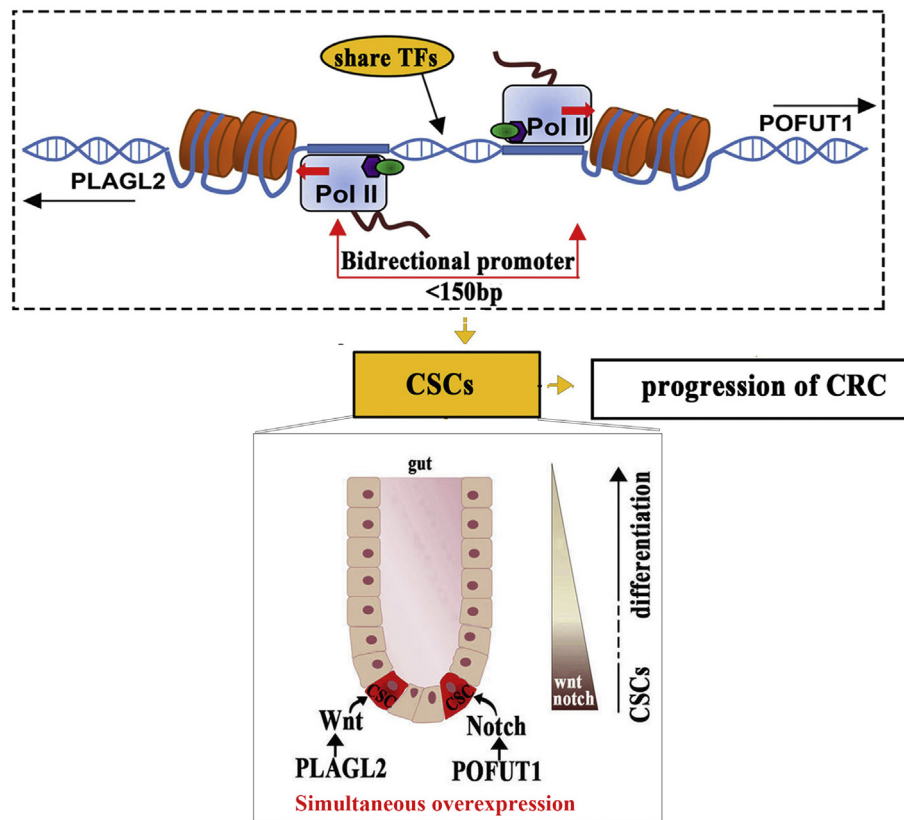 share TFs
Pol II
POFUT1
PLAGL2
Pol II
Bidrectional promoter
<150bp
CSCs
progression of CRC
gut
differentiation
CSCs
wnt
notch
CSC
CSC
Wnt
Notch
PLAGL2
POFUT1
Simultaneous overexpression